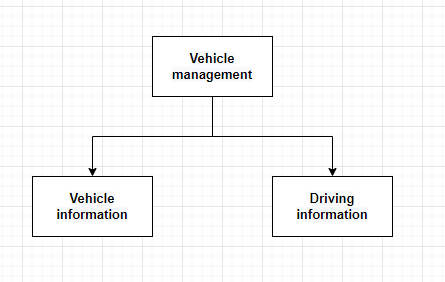 Vehicle
management
Vehicle
information
Driving
information